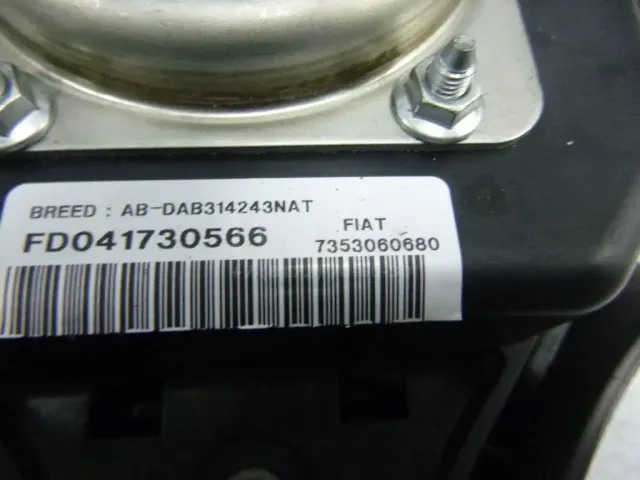 BREED : AB-DAB314243NAT
FD041730566
FIAT
7353060680